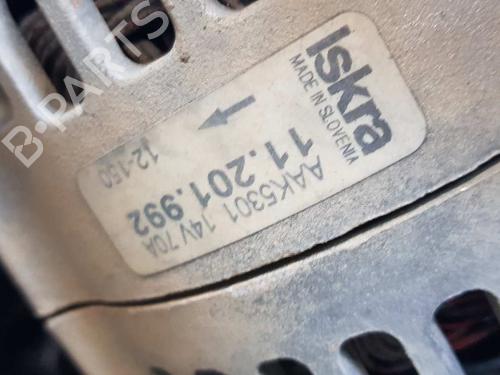 Iskra
MADE IN SLOVENIA
AAK5301 14V 70A
11.201.992
12-150
B-PARTS